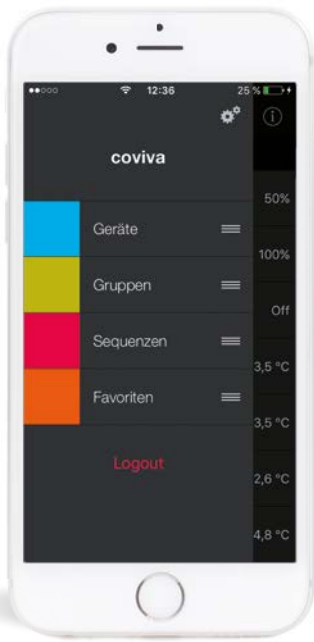 12:36
25 %
coviva
50%
Geräte
100%
Gruppen
Off
Sequenzen
3,5 °C
Favoriten
3,5 °C
Logout
2,6 °C
4,8 °C